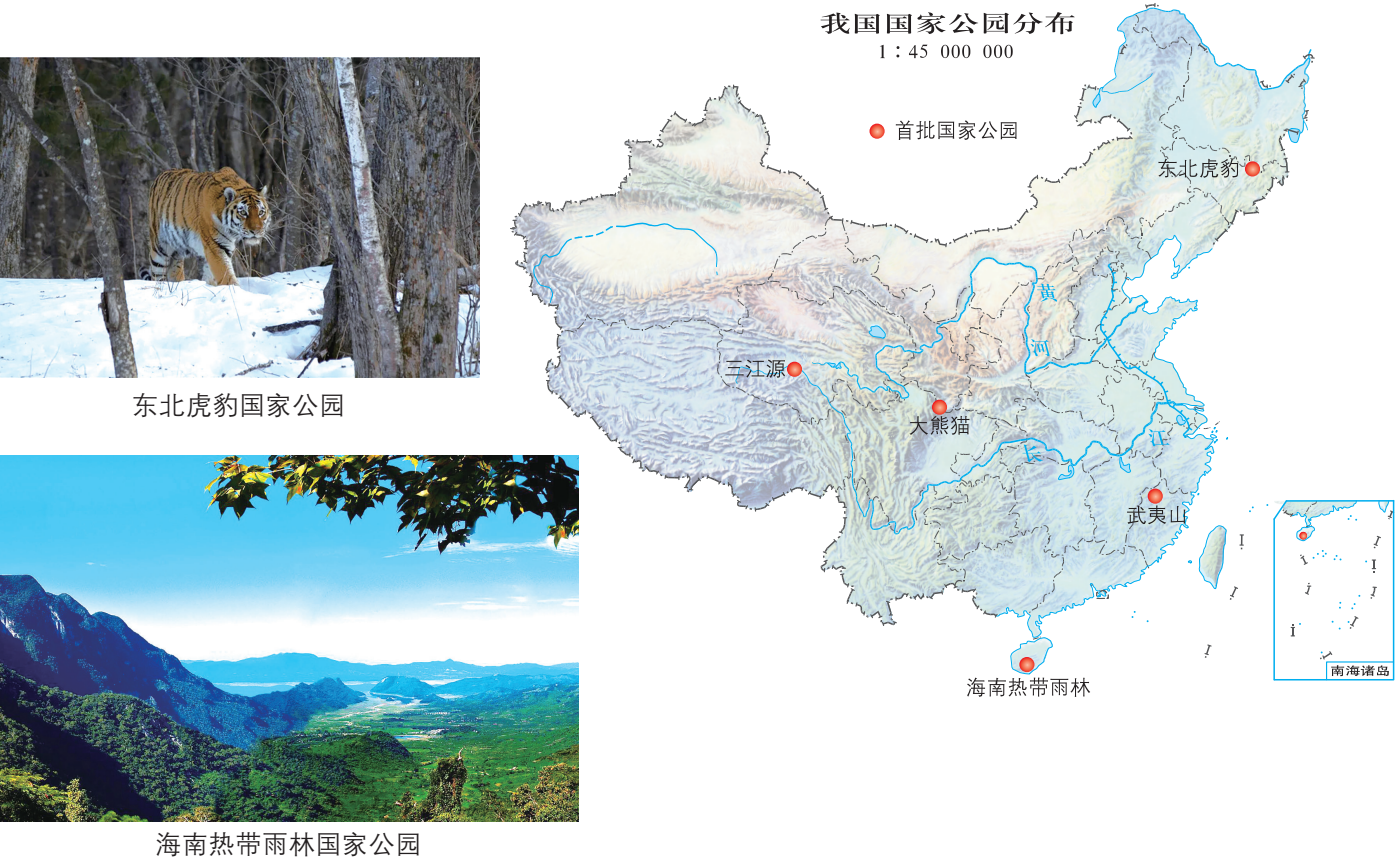 我国国家公园分布
1：45 000 000
首批国家公园
东北虎豹
黄
河
三江源
大熊猫
长
江
武夷山
海南热带雨林
南海诸岛
东北虎豹国家公园
海南热带雨林国家公园